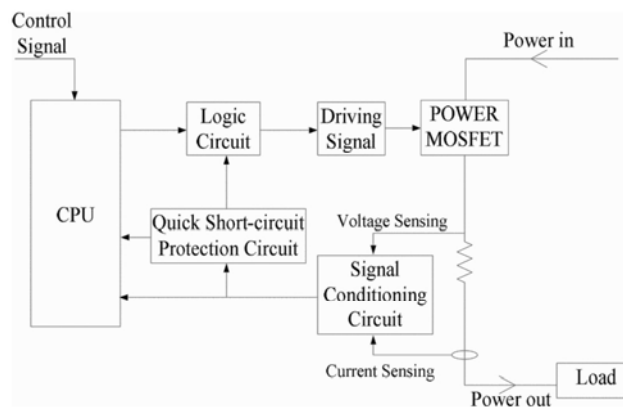 Control
Signal
Power in
Logic
Circuit
Driving
Signal
POWER
MOSFET
CPU
Quick Short-circuit
Protection Circuit
Voltage Sensing
Signal
Conditioning
Circuit
Current Sensing
Power out
Load